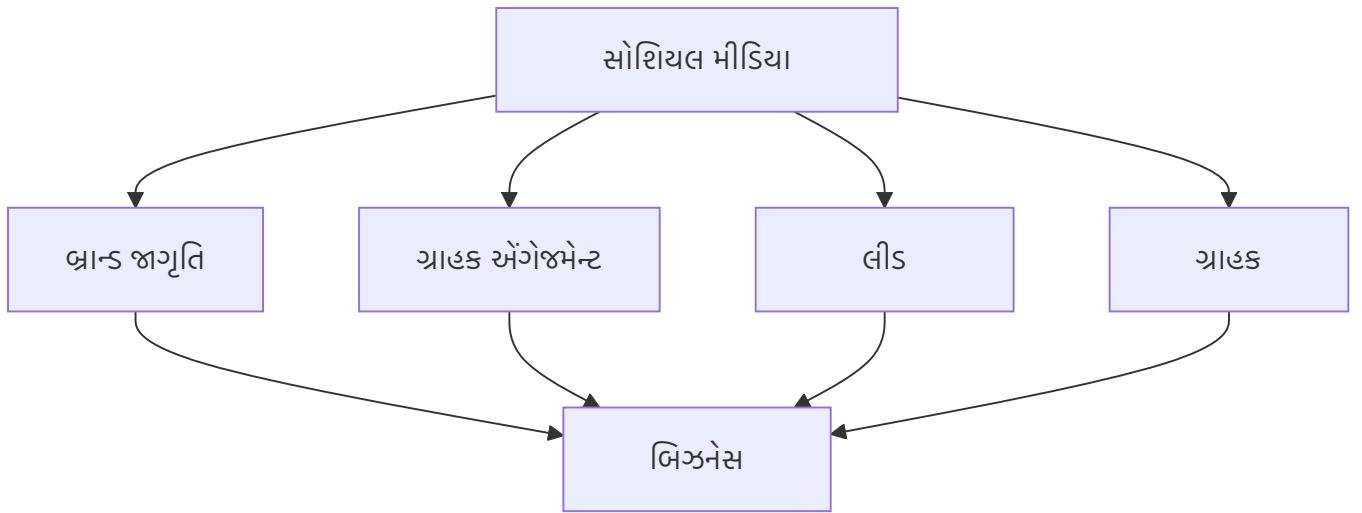 સોશિયલ મીડિયા
બ્રાન્ડ જાગૃતિ
ગ્રાહક એંગેજમેન્ટ
લીડ
ગ્રાહક
બિઝનેસ